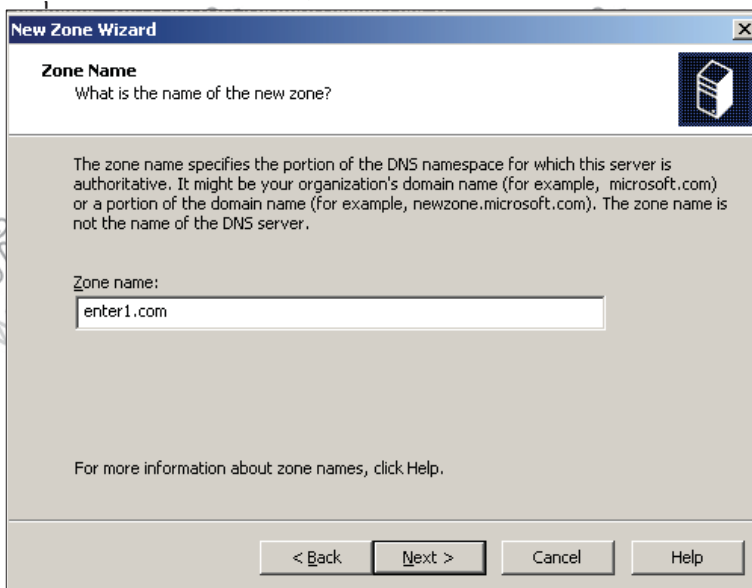 New Zone Wizard
Zone Name
What is the name of the new zone?
The zone name specifies the portion of the DNS namespace for which this server is
authoritative. It might be your organization's domain name (for example, microsoft.com)
or a portion of the domain name (for example, newzone.microsoft.com). The zone name is
not the name of the DNS server.
Zone name:
enter1.com
For more information about zone names, click Help.
< Back Next > Cancel Help